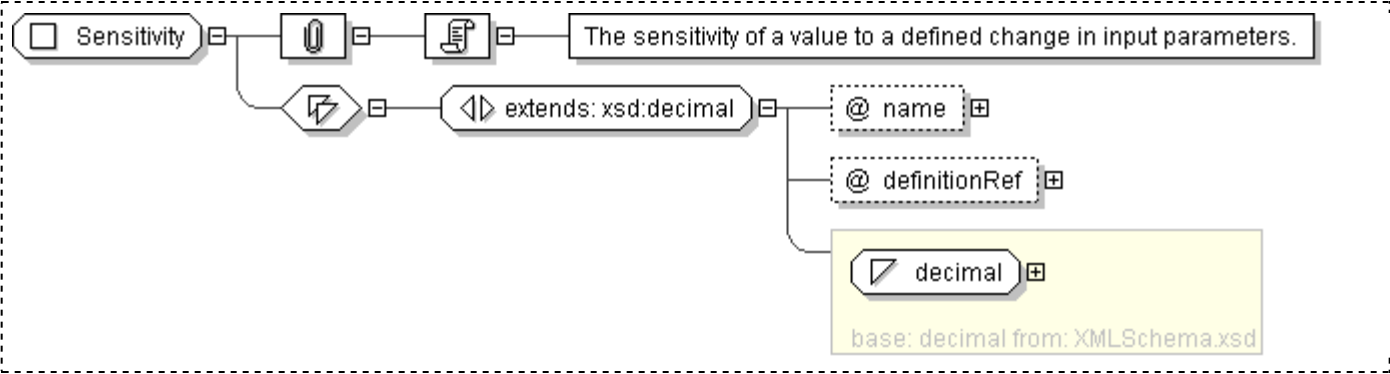 Sensitivity
The sensitivity of a value to a defined change in input parameters.
extends: xsd:decimal
@ name
@ definitionRef
decimal
base: decimal from: XMLSchema.xsd